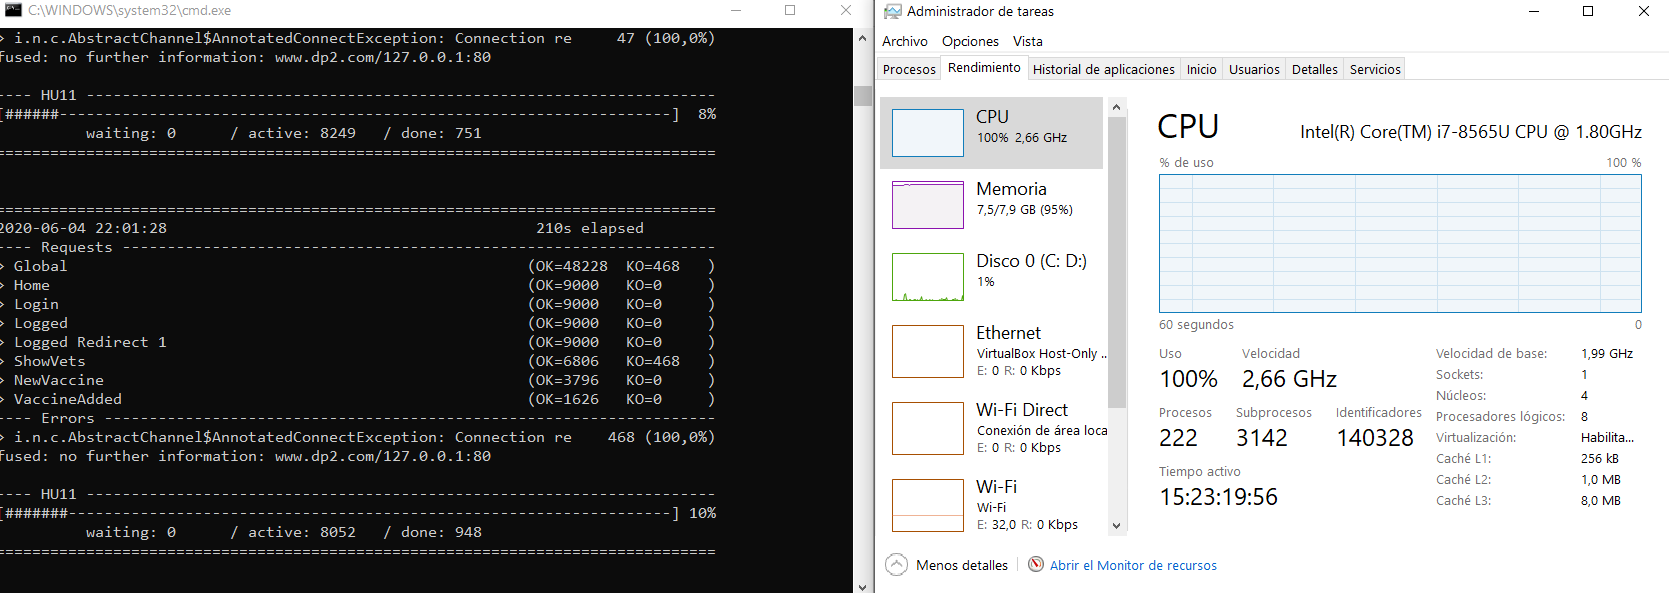 C:\WINDOWS\system32\cmd.exe
> i.n.c.AbstractChannel$AnnotatedConnectException: Connection re     47 (100,0%)
fused: no further information: www.dp2.com/127.0.0.1:80
---- HU11 ----------------------------------------------------------------------
[######--------------------------------------------------------------------]  8%
waiting: 0      / active: 8249   / done: 751
================================================================================
================================================================================
2020-06-04 22:01:28                                         210s elapsed
---- Requests ------------------------------------------------------------------
> Global                                                   (OK=48228  KO=468   )
> Home                                                     (OK=9000   KO=0     )
> Login                                                    (OK=9000   KO=0     )
> Logged                                                   (OK=9000   KO=0     )
> Logged Redirect 1                                        (OK=9000   KO=0     )
> ShowVets                                                 (OK=6806   KO=468   )
> NewVaccine                                               (OK=3796   KO=0     )
> VaccineAdded                                             (OK=1626   KO=0     )
---- Errors --------------------------------------------------------------------
> i.n.c.AbstractChannel$AnnotatedConnectException: Connection re    468 (100,0%)
fused: no further information: www.dp2.com/127.0.0.1:80
---- HU11 ----------------------------------------------------------------------
[#######-------------------------------------------------------------------] 10%
waiting: 0      / active: 8052   / done: 948
================================================================================
Administrador de tareas
Archivo Opciones Vista
Procesos Rendimiento Historial de aplicaciones Inicio Usuarios Detalles Servicios
CPU
100% 2,66 GHz
Memoria
7,5/7,9 GB (95%)
Disco 0 (C: D:)
1%
Ethernet
VirtualBox Host-Only ..
E: 0 R: 0 Kbps
Wi-Fi Direct
Conexión de área loca
E: 0 R: 0 Kbps
Wi-Fi
Wi-Fi
E: 32,0 R: 0 Kbps
CPU Intel(R) Core(TM) i7-8565U CPU @ 1.80GHz
% de uso 100 %
60 segundos 0
Uso Velocidad
100% 2,66 GHz
Procesos Subprocesos Identificadores
222 3142 140328
Tiempo activo
15:23:19:56
Velocidad de base: 1,99 GHz
Sockets: 1
Núcleos: 4
Procesadores lógicos: 8
Virtualización: Habilita...
Caché L1: 256 kB
Caché L2: 1,0 MB
Caché L3: 8,0 MB
Menos detalles Abrir el Monitor de recursos